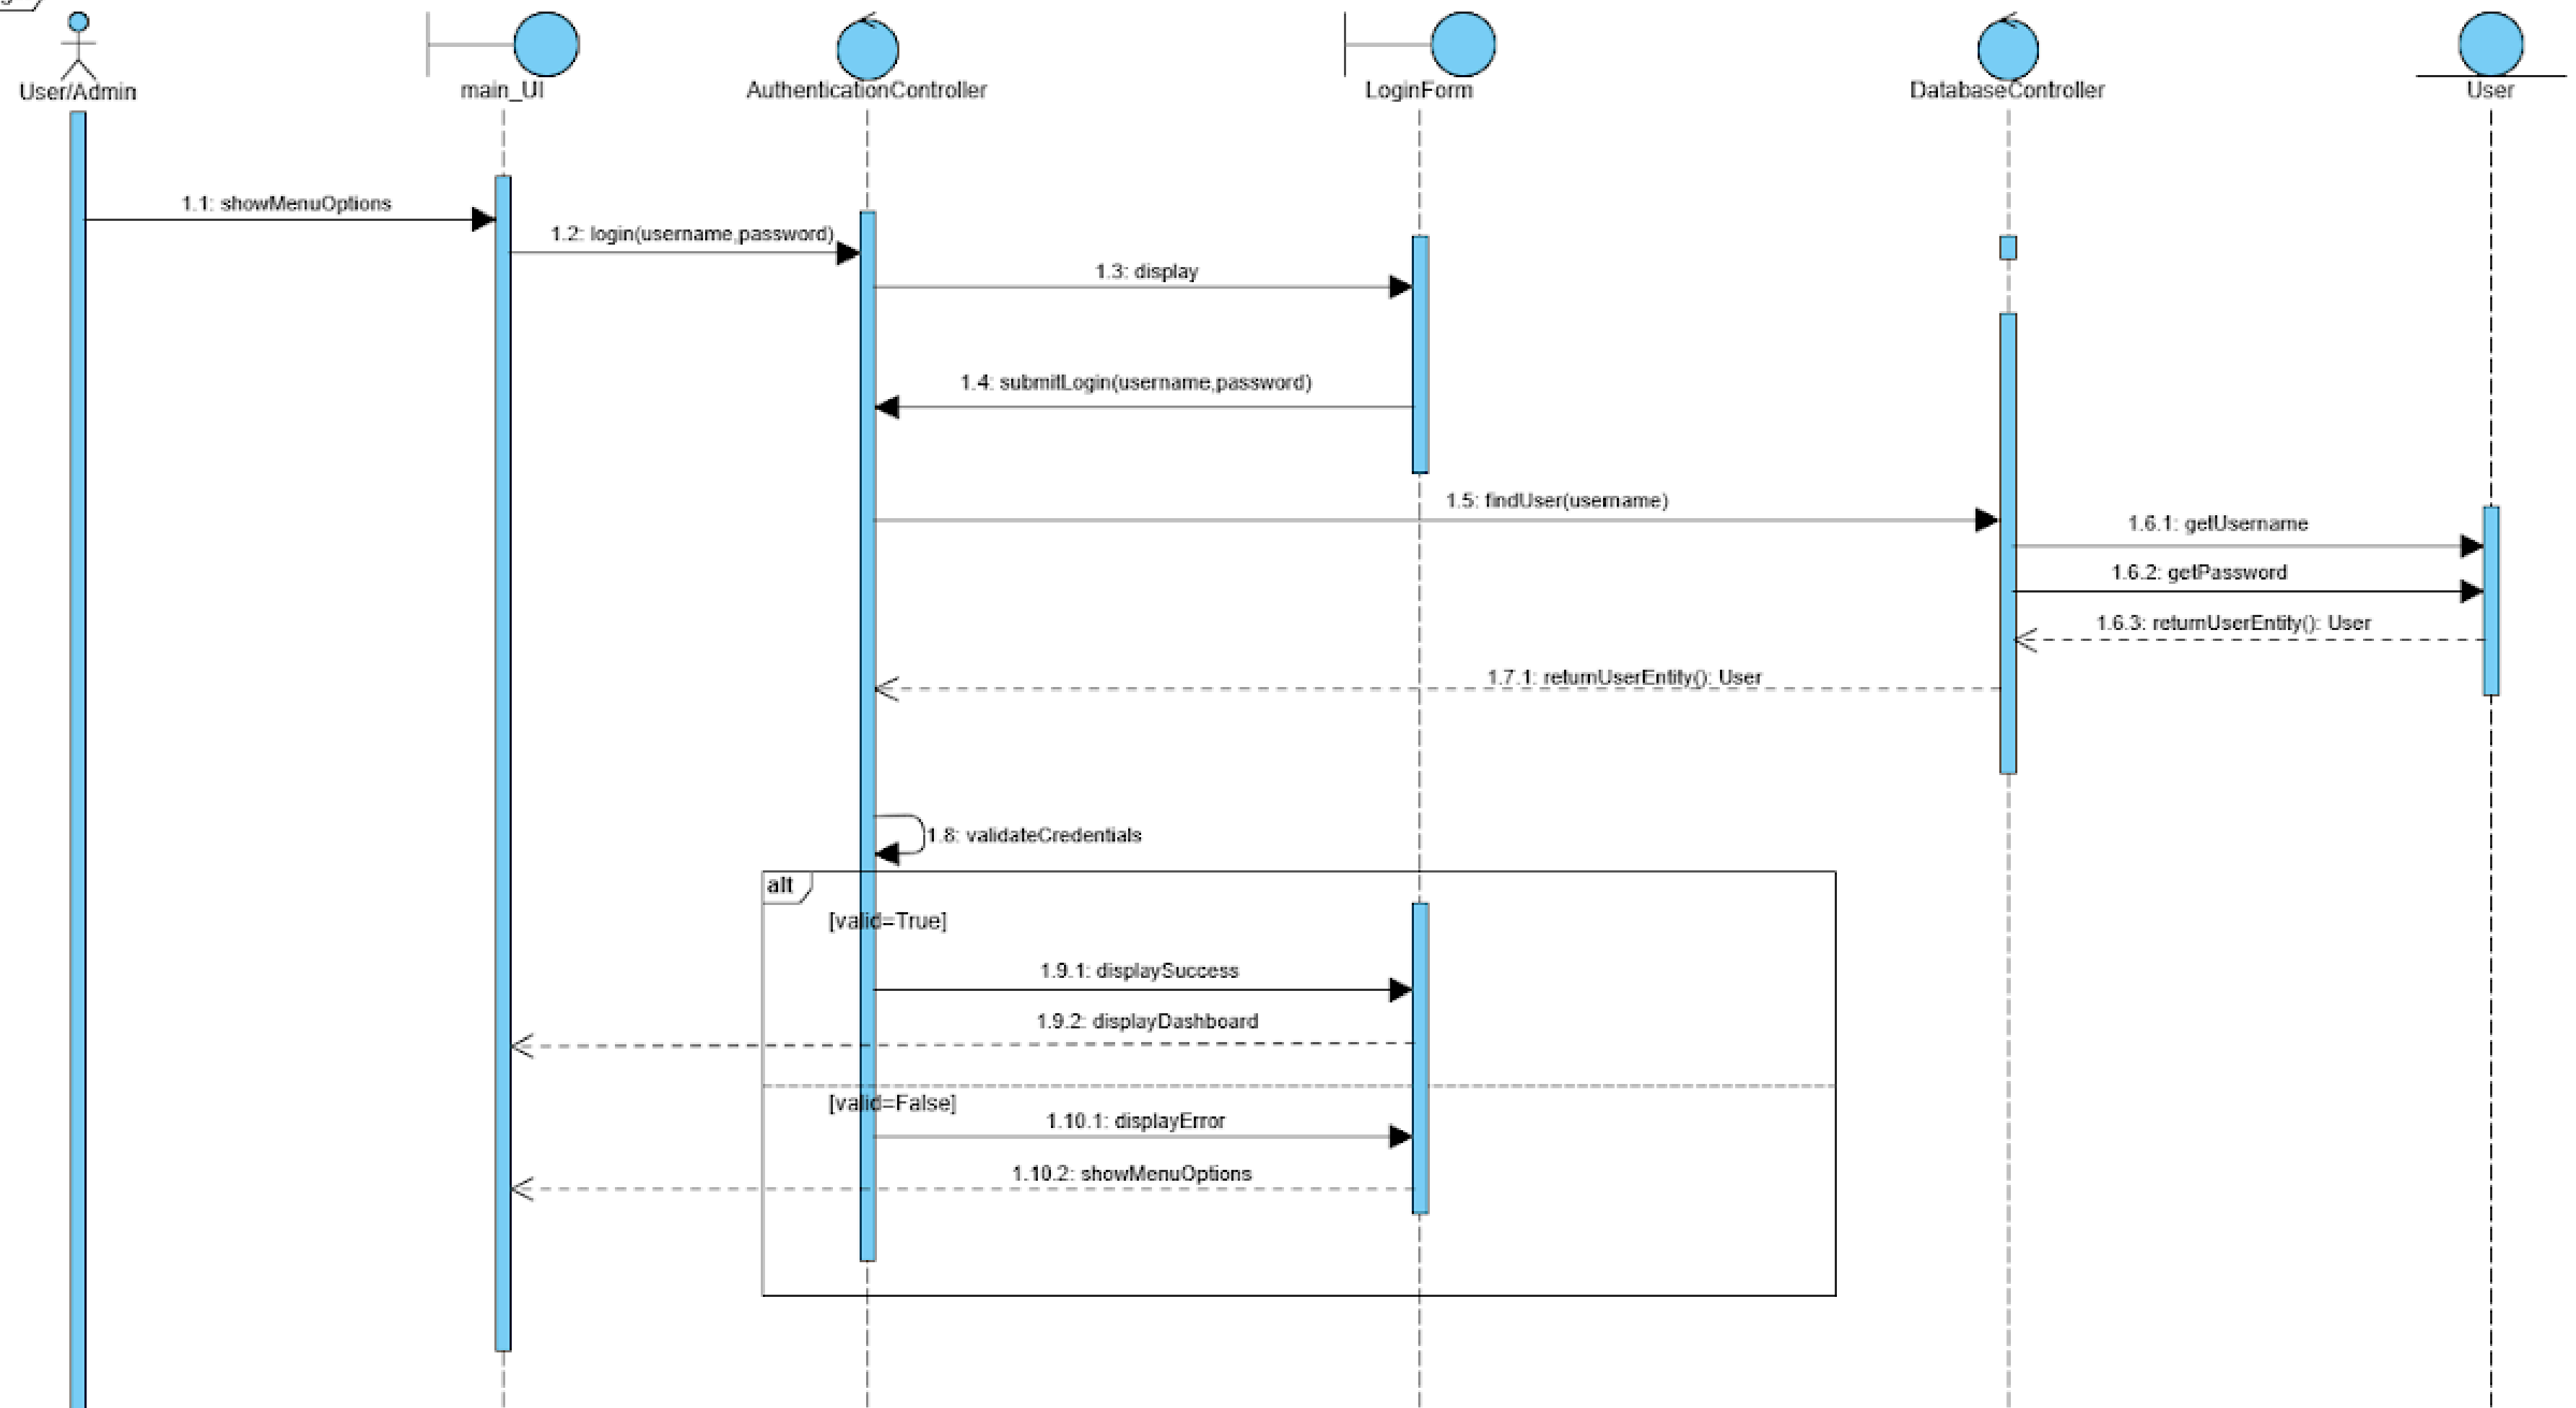 User/Admin
main_UI
AuthenticationController
LoginForm
DatabaseController
User
1.1: showMenuOptions
1.2: login(username,password)
1.3: display
1.4: submitLogin(username,password)
1.5: findUser(username)
1.6.1: getUsername
1.6.2: getPassword
1.6.3: returnUserEntity(): User
1.7.1: returnUserEntity(): User
1.8: validateCredentials
alt
[valid=True]
1.9.1: displaySuccess
1.9.2: displayDashboard
[valid=False]
1.10.1: displayError
1.10.2: showMenuOptions